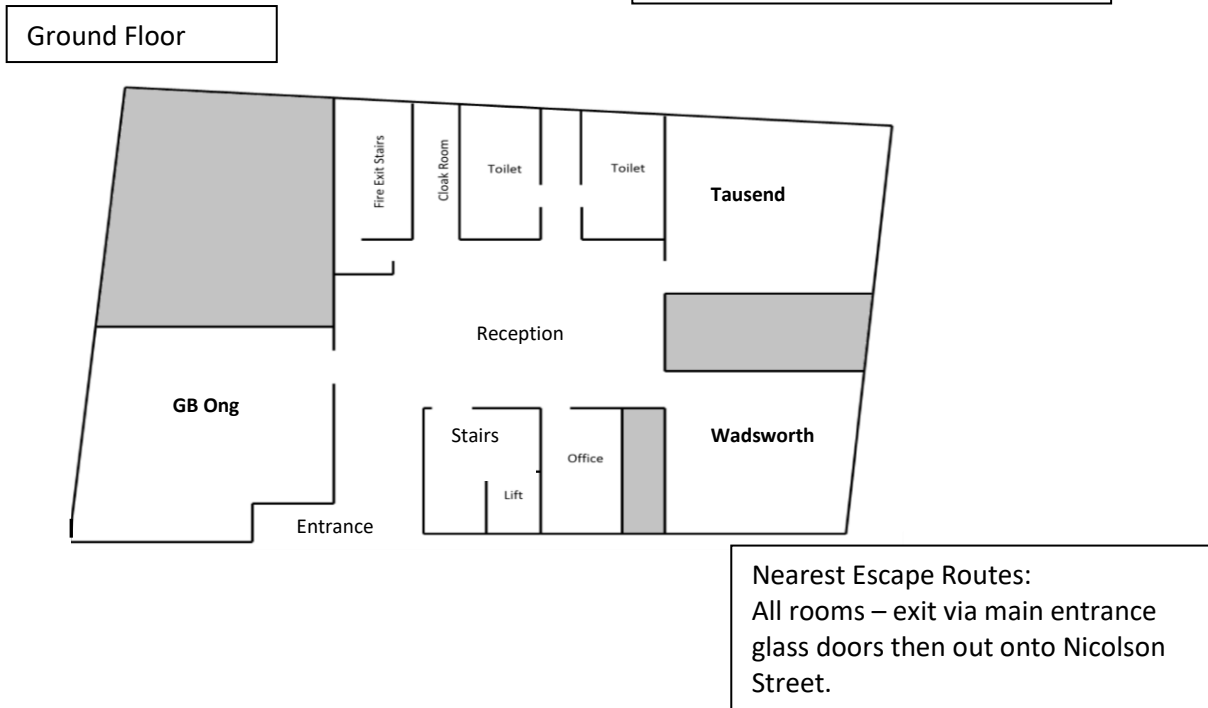 Ground Floor
Fire Exit Stairs
Cloak Room
Toilet
Toilet
Tausend
Reception
GB Ong
Stairs
Wadsworth
Office
Lift
Entrance
Nearest Escape Routes:
All rooms – exit via main entrance
glass doors then out onto Nicolson
Street.